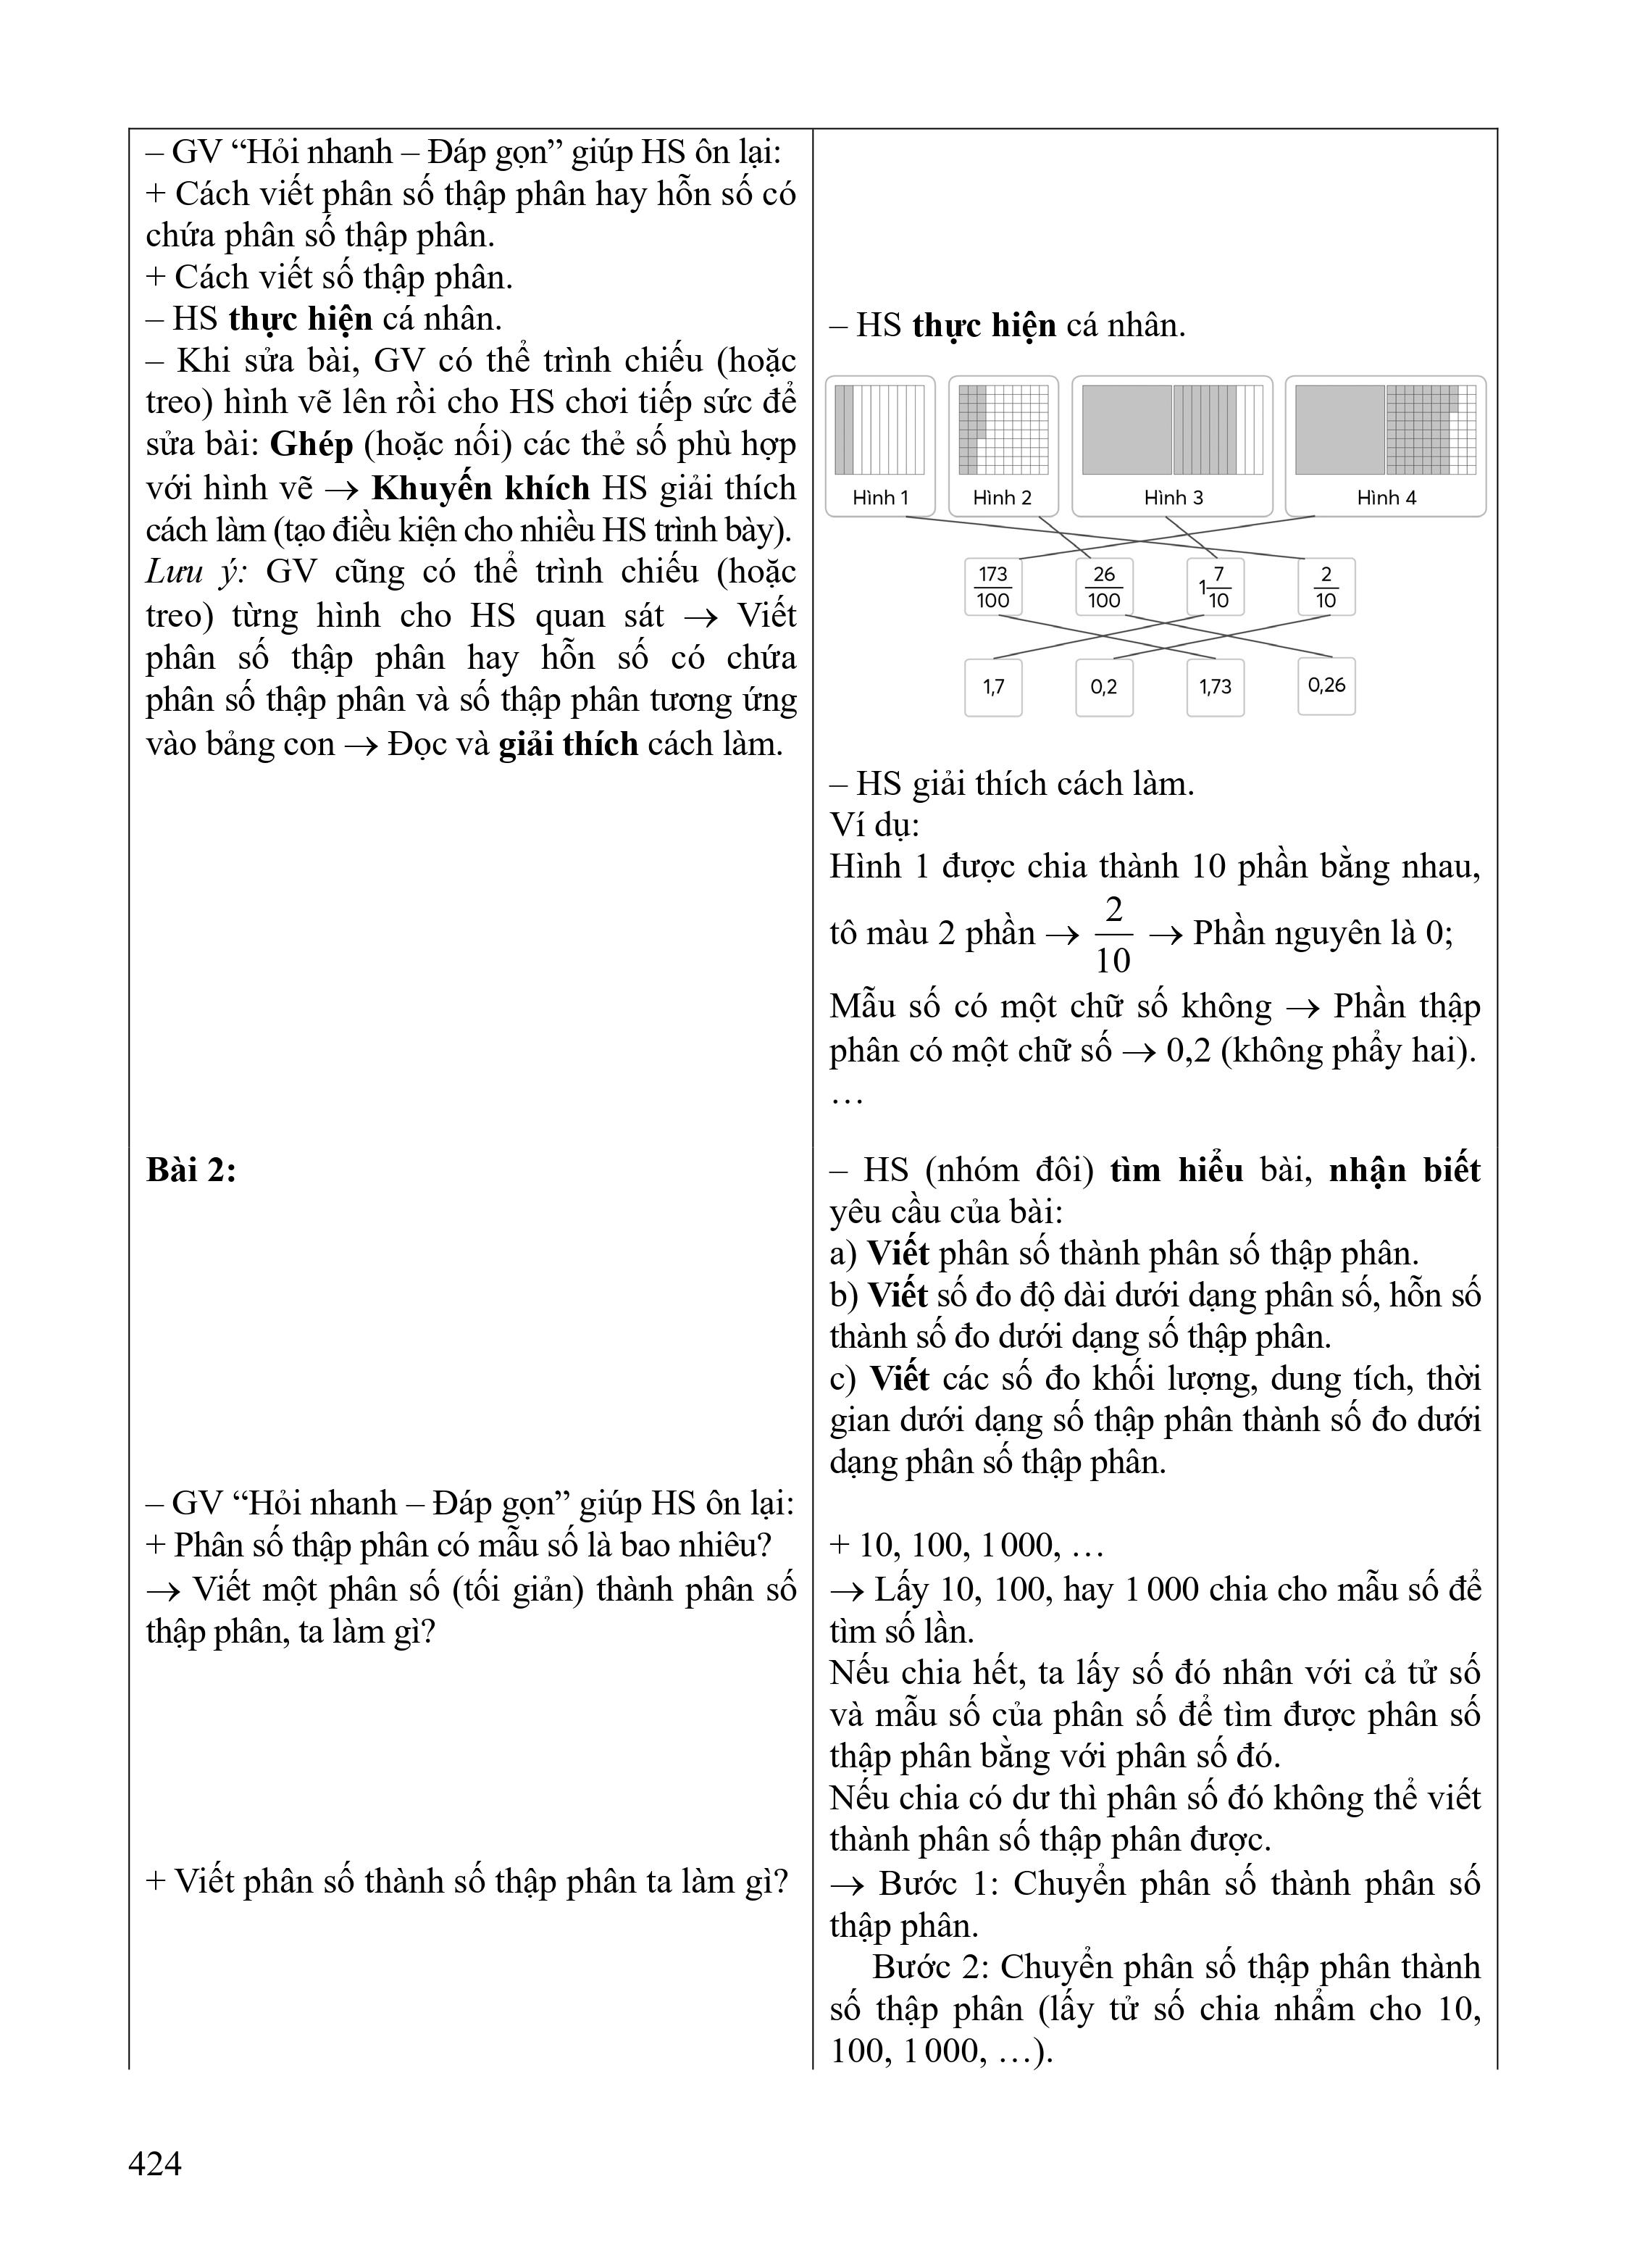 – GV “Hỏi nhanh – Đáp gọn” giúp HS ôn lại:
+ Cách viết phân số thập phân hay hỗn số có
chứa phân số thập phân.
+ Cách viết số thập phân.
– HS thực hiện cá nhân.
– Khi sửa bài, GV có thể trình chiếu (hoặc
treo) hình vẽ lên rồi cho HS chơi tiếp sức để
sửa bài: Ghép (hoặc nối) các thẻ số phù hợp
với hình vẽ → Khuyến khích HS giải thích
cách làm (tạo điều kiện cho nhiều HS trình bày).
Lưu ý: GV cũng có thể trình chiếu (hoặc
treo) từng hình cho HS quan sát → Viết
phân số thập phân hay hỗn số có chứa
phân số thập phân và số thập phân tương ứng
vào bảng con → Đọc và giải thích cách làm.
– HS thực hiện cá nhân.
Hình 1 Hình 2 Hình 3 Hình 4
173/100 26/100 1 7/10 2/10
1,7 0,2 1,73 0,26
– HS giải thích cách làm.
Ví dụ:
Hình 1 được chia thành 10 phần bằng nhau,
tô màu 2 phần → 2/10 → Phần nguyên là 0;
Mẫu số có một chữ số không → Phần thập
phân có một chữ số → 0,2 (không phẩy hai).
…
Bài 2:
– HS (nhóm đôi) tìm hiểu bài, nhận biết
yêu cầu của bài:
a) Viết phân số thành phân số thập phân.
b) Viết số đo độ dài dưới dạng phân số, hỗn số
thành số đo dưới dạng số thập phân.
c) Viết các số đo khối lượng, dung tích, thời
gian dưới dạng số thập phân thành số đo dưới
dạng phân số thập phân.
– GV “Hỏi nhanh – Đáp gọn” giúp HS ôn lại:
+ Phân số thập phân có mẫu số là bao nhiêu?
→ Viết một phân số (tối giản) thành phân số
thập phân, ta làm gì?
+ 10, 100, 1 000, …
→ Lấy 10, 100, hay 1 000 chia cho mẫu số để
tìm số lần.
Nếu chia hết, ta lấy số đó nhân với cả tử số
và mẫu số của phân số để tìm được phân số
thập phân bằng với phân số đó.
Nếu chia có dư thì phân số đó không thể viết
thành phân số thập phân được.
+ Viết phân số thành số thập phân ta làm gì?
→ Bước 1: Chuyển phân số thành phân số
thập phân.
Bước 2: Chuyển phân số thập phân thành
số thập phân (lấy tử số chia nhẩm cho 10,
100, 1 000, …).
424